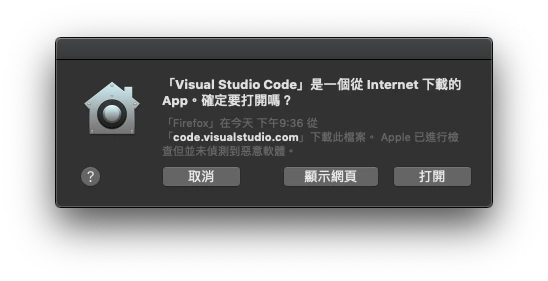 「Visual Studio Code」是一個從 Internet 下載的
App。確定要打開嗎？
「Firefox」在今天 下午9:36 從
「code.visualstudio.com」下載此檔案。 Apple 已進行檢
查但並未偵測到惡意軟體。
? 取消 顯示網頁 打開